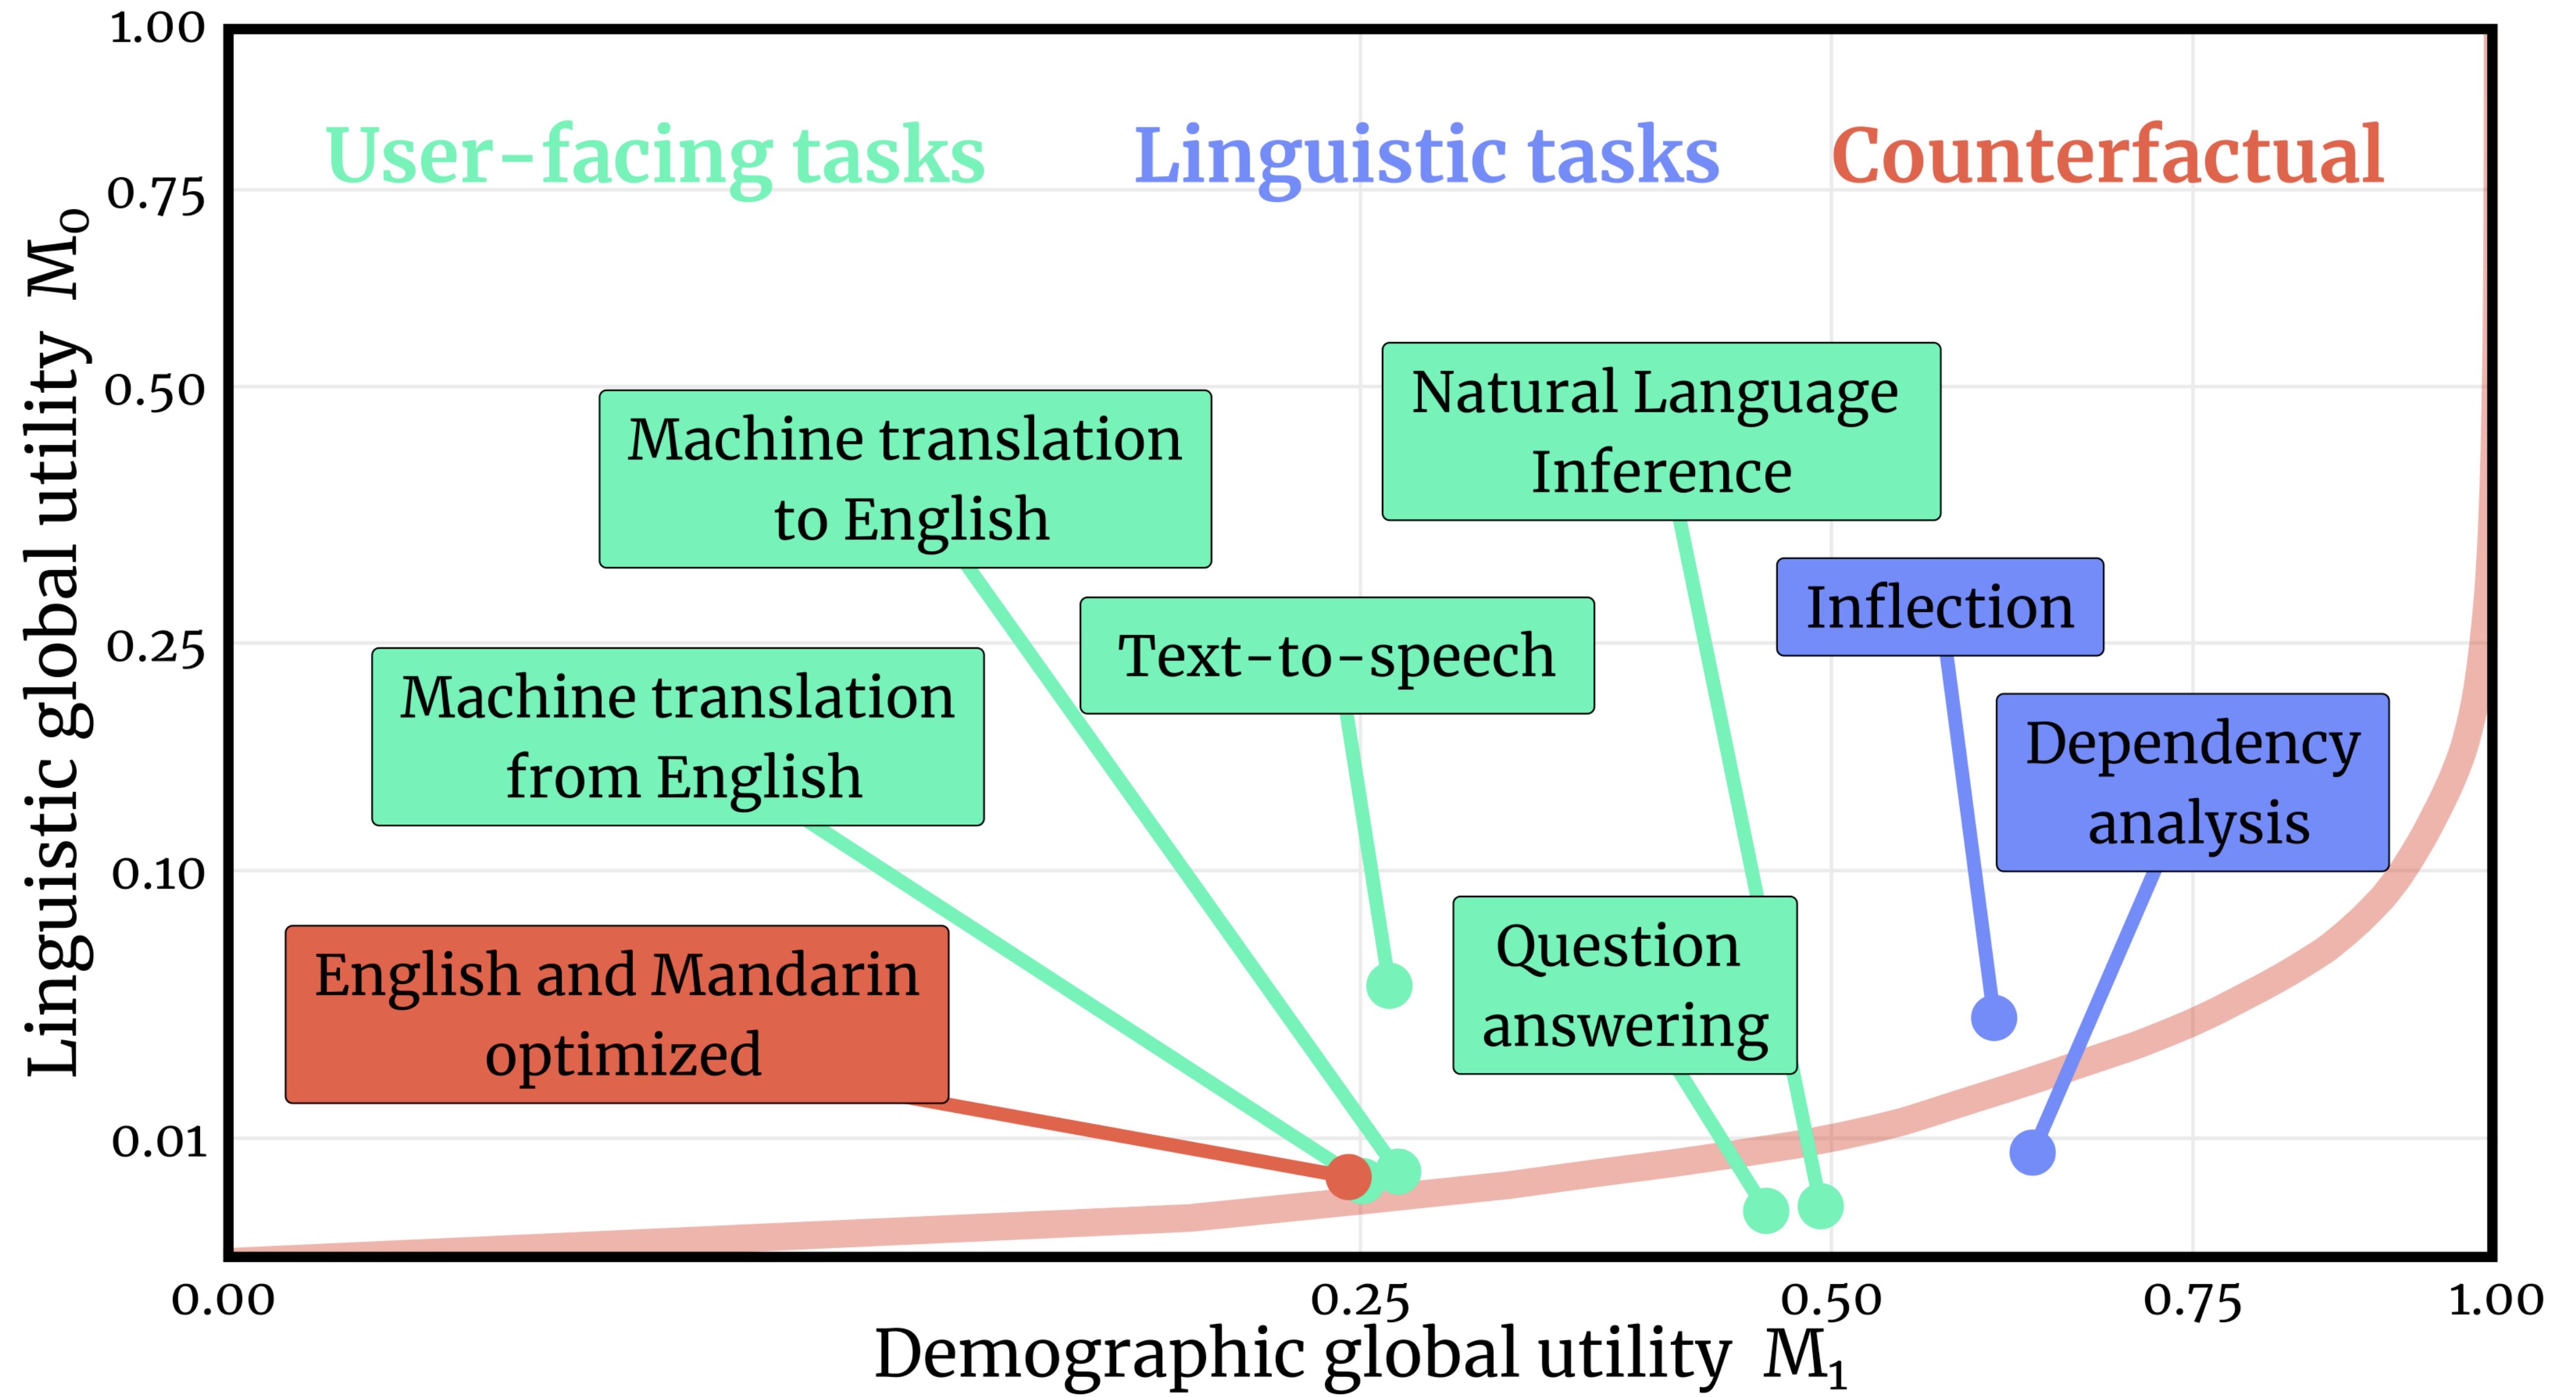 1.00
User-facing tasks
Linguistic tasks
Counterfactual
0.75
Linguistic global utility M₀
0.50
Natural Language
Inference
Machine translation
to English
Inflection
0.25
Text-to-speech
Machine translation
from English
Dependency
analysis
0.10
Question
answering
English and Mandarin
optimized
0.01
0.00
0.25
0.50
0.75
1.00
Demographic global utility M₁